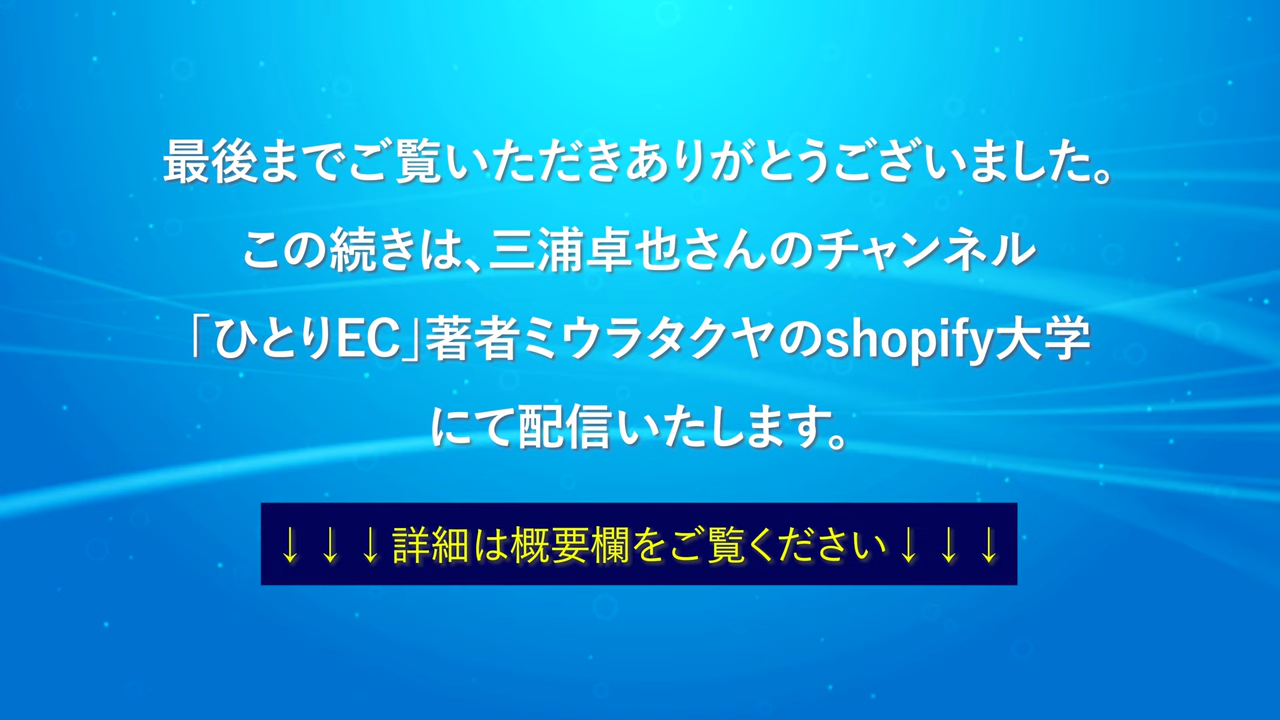 最後までご覧いただきありがとうございました。
この続きは、三浦卓也さんのチャンネル
「ひとりEC」著者ミウラタクヤのshopify大学
にて配信いたします。
↓↓↓詳細は概要欄をご覧ください↓↓↓